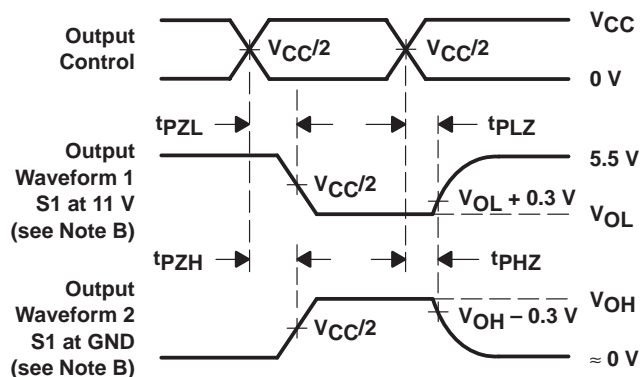 Output
Control
VCC/2
VCC/2
VCC
0 V
tPZL
tPLZ
Output
Waveform 1
S1 at 11 V
(see Note B)
VCC/2
VOL + 0.3 V
5.5 V
VOL
tPZH
tPHZ
Output
Waveform 2
S1 at GND
(see Note B)
VCC/2
VOH – 0.3 V
VOH
≈ 0 V